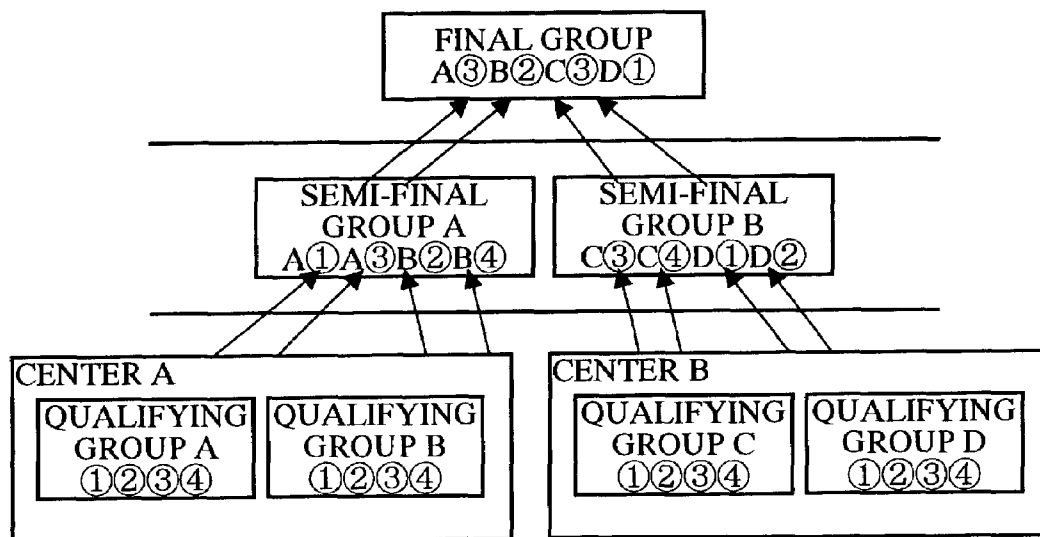 FINAL GROUP
A③B②C③D①
SEMI-FINAL
GROUP A
A①A③B②B④
SEMI-FINAL
GROUP B
C③C④D①D②
CENTER A
QUALIFYING
GROUP A
①②③④
QUALIFYING
GROUP B
①②③④
CENTER B
QUALIFYING
GROUP C
①②③④
QUALIFYING
GROUP D
①②③④